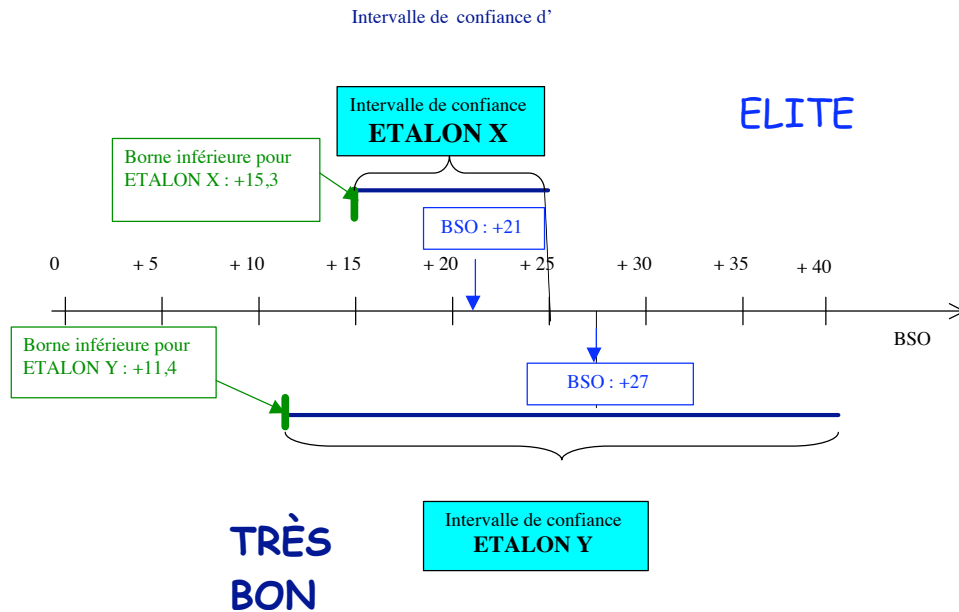 Intervalle de confiance d’
Intervalle de confiance
ETALON X
ELITE
Borne inférieure pour
ETALON X : +15,3
BSO : +21
0 + 5 + 10 + 15 + 20 + 25 + 30 + 35 + 40
BSO
Borne inférieure pour
ETALON Y : +11,4
BSO : +27
Intervalle de confiance
ETALON Y
TRÈS
BON